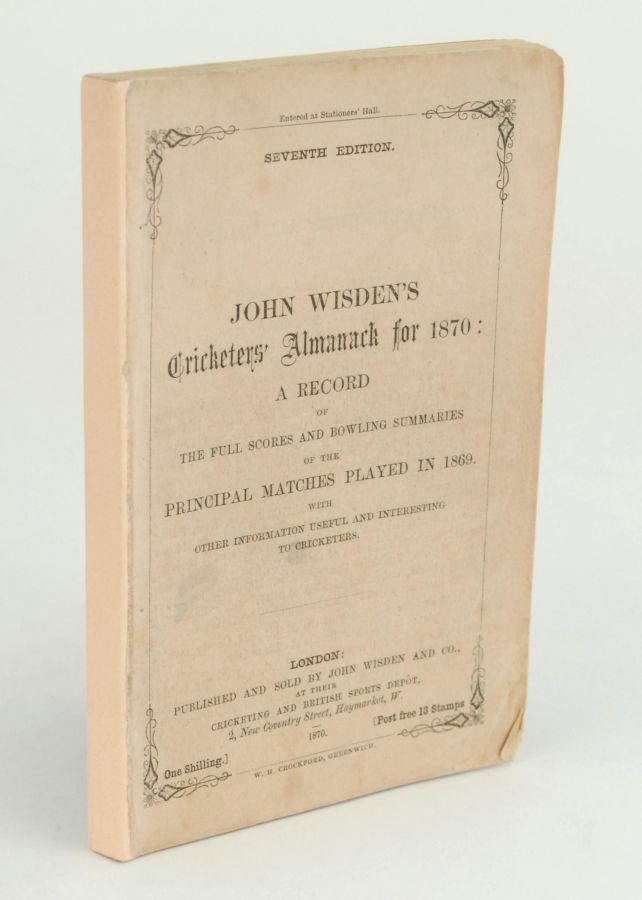 Entered at Stationers' Hall.
SEVENTH EDITION.
JOHN WISDEN'S
Cricketers' Almanack for 1870:
A RECORD
OF
THE FULL SCORES AND BOWLING SUMMARIES
OF THE
PRINCIPAL MATCHES PLAYED IN 1869.
WITH
OTHER INFORMATION USEFUL AND INTERESTING
TO CRICKETERS.
LONDON:
PUBLISHED AND SOLD BY JOHN WISDEN AND CO.,
AT THEIR
CRICKETING AND BRITISH SPORTS DEPÔT,
2, New Coventry Street, Haymarket, W.
1870.
One Shilling.] [Post free 13 Stamps
W. H. CROCKFORD, GREENWICH.